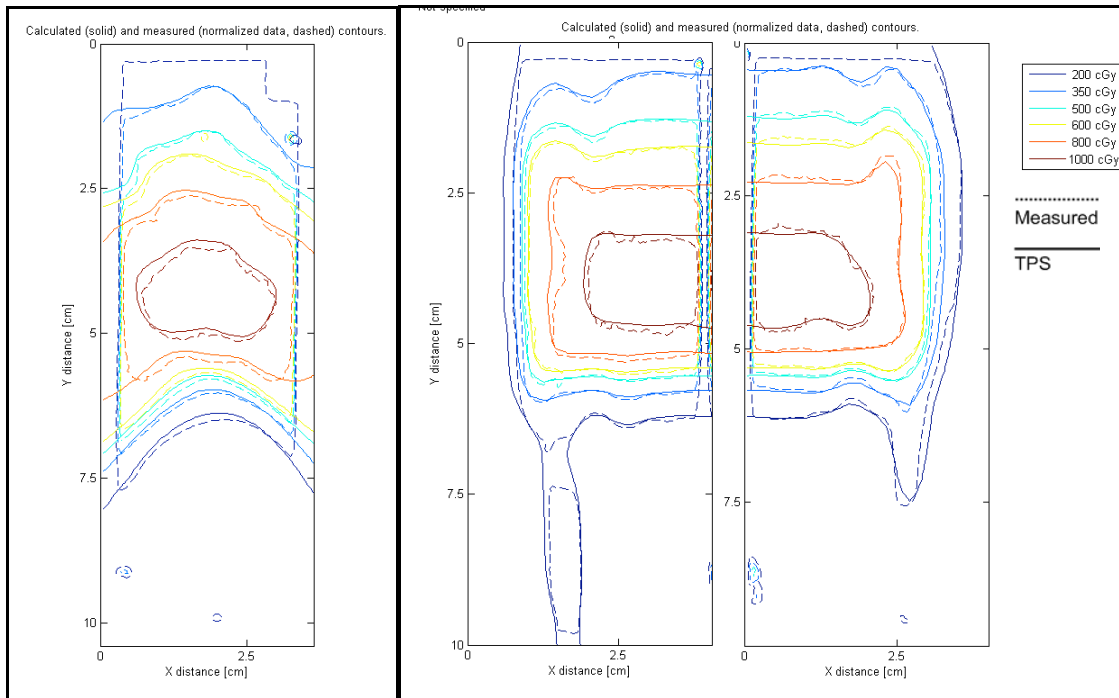 Not specified
Calculated (solid) and measured (normalized data, dashed) contours.
0
2.5
5
7.5
10
Y distance [cm]
0
2.5
X distance [cm]
Calculated (solid) and measured (normalized data, dashed) contours.
0
2.5
5
7.5
10
Y distance [cm]
0
2.5
X distance [cm]
0
2.5
5
7.5
0
2.5
X distance [cm]
200 cGy
350 cGy
500 cGy
600 cGy
800 cGy
1000 cGy
Measured
TPS